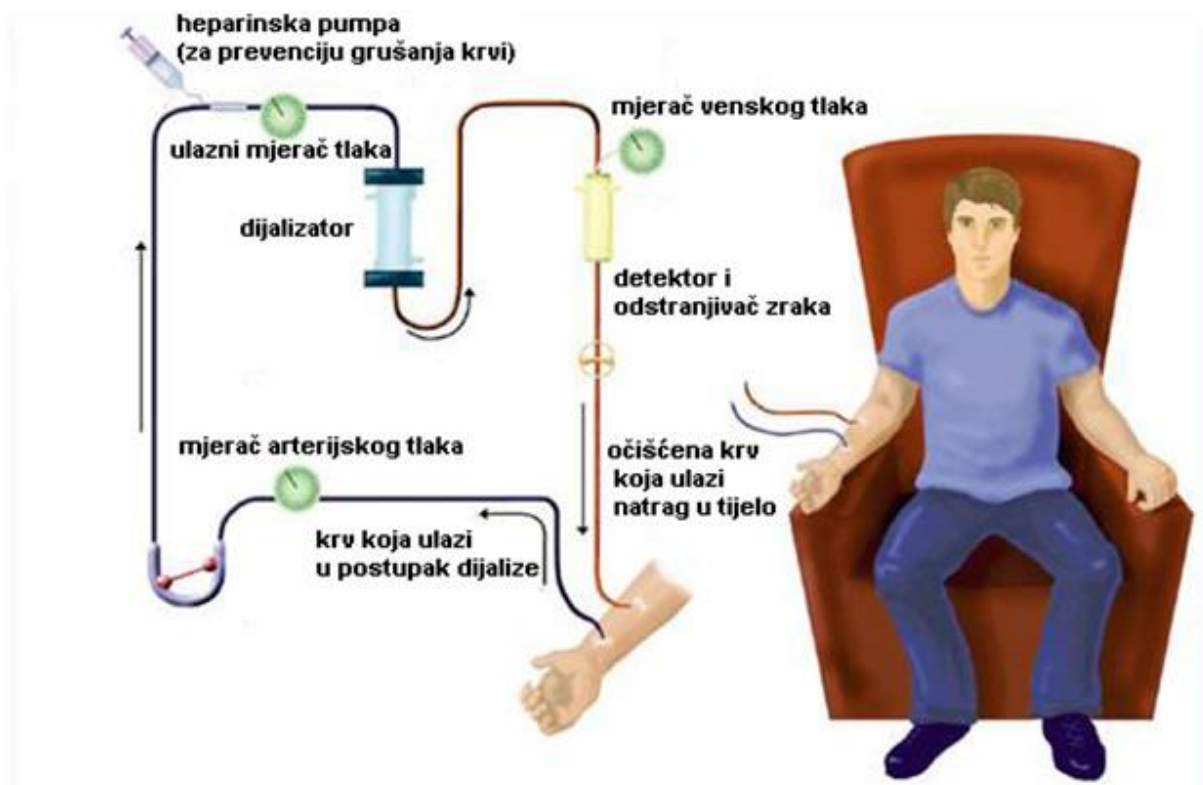 heparinska pumpa
(za prevenciju grušanja krvi)
mjerač venskog tlaka
ulazni mjerač tlaka
dijalizator
detektor i
odstranjivač zraka
mjerač arterijskog tlaka
očišćena krv
koja ulazi
natrag u tijelo
krv koja ulazi
u postupak dijalize